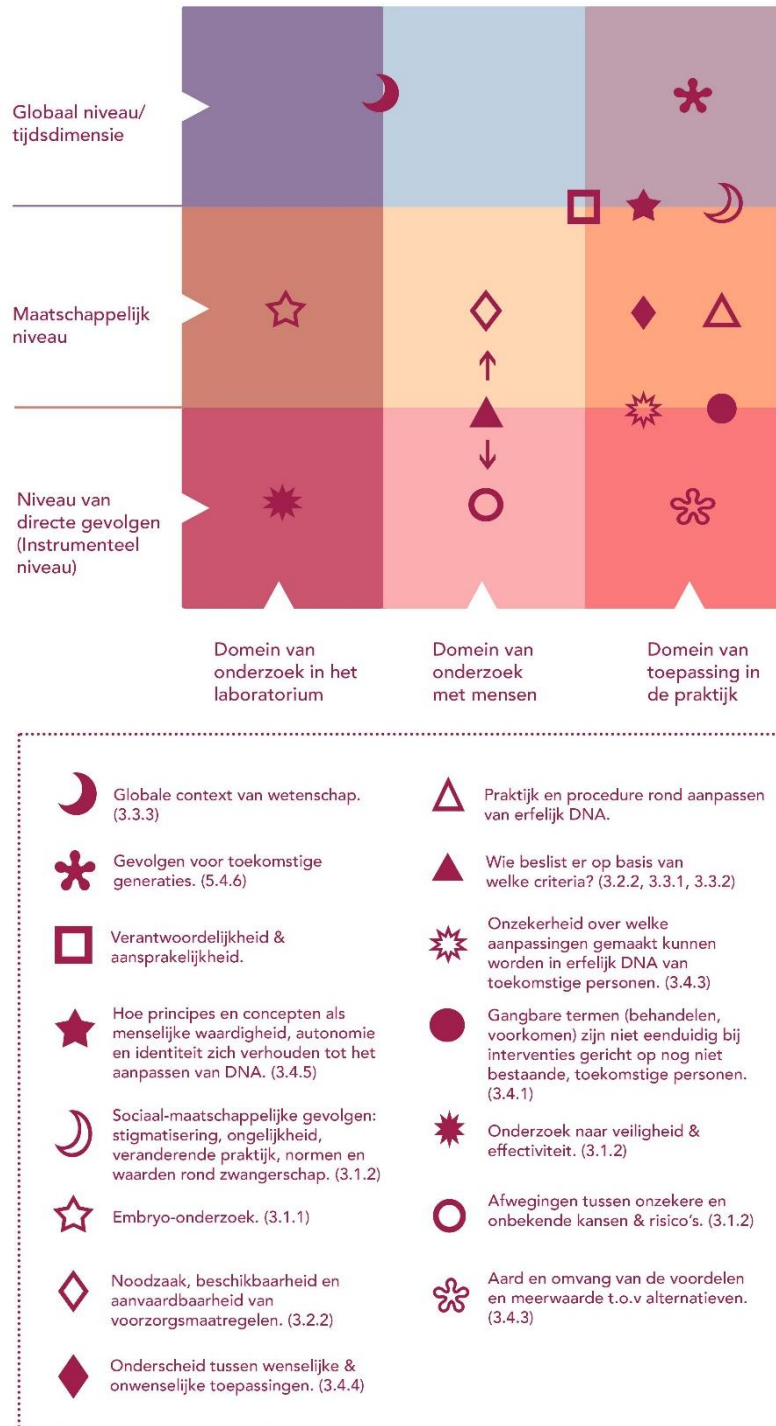 Globaal niveau/
tijdsdimensie
Maatschappelijk
niveau
Niveau van
directe gevolgen
(Instrumenteel
niveau)
Domein van
onderzoek in het
laboratorium
Domein van
onderzoek
met mensen
Domein van
toepassing in
de praktijk
Globale context van wetenschap.
(3.3.3)
Gevolgen voor toekomstige
generaties. (5.4.6)
Verantwoordelijkheid &
aansprakelijkheid.
Hoe principes en concepten als
menselijke waardigheid, autonomie
en identiteit zich verhouden tot het
aanpassen van DNA. (3.4.5)
Sociaal-maatschappelijke gevolgen:
stigmatisering, ongelijkheid,
veranderende praktijk, normen en
waarden rond zwangerschap. (3.1.2)
Embryo-onderzoek. (3.1.1)
Noodzaak, beschikbaarheid en
aanvaardbaarheid van
voorzorgsmaatregelen. (3.2.2)
Onderscheid tussen wenselijke &
onwenselijke toepassingen. (3.4.4)
Praktijk en procedure rond aanpassen
van erfelijk DNA.
Wie beslist er op basis van
welke criteria? (3.2.2, 3.3.1, 3.3.2)
Onzekerheid over welke
aanpassingen gemaakt kunnen
worden in erfelijk DNA van
toekomstige personen. (3.4.3)
Gangbare termen (behandelen,
voorkomen) zijn niet eenduidig bij
interventies gericht op nog niet
bestaande, toekomstige personen.
(3.4.1)
Onderzoek naar veiligheid &
effectiviteit. (3.1.2)
Afwegingen tussen onzekere en
onbekende kansen & risico's. (3.1.2)
Aard en omvang van de voordelen
en meerwaarde t.o.v alternatieven.
(3.4.3)